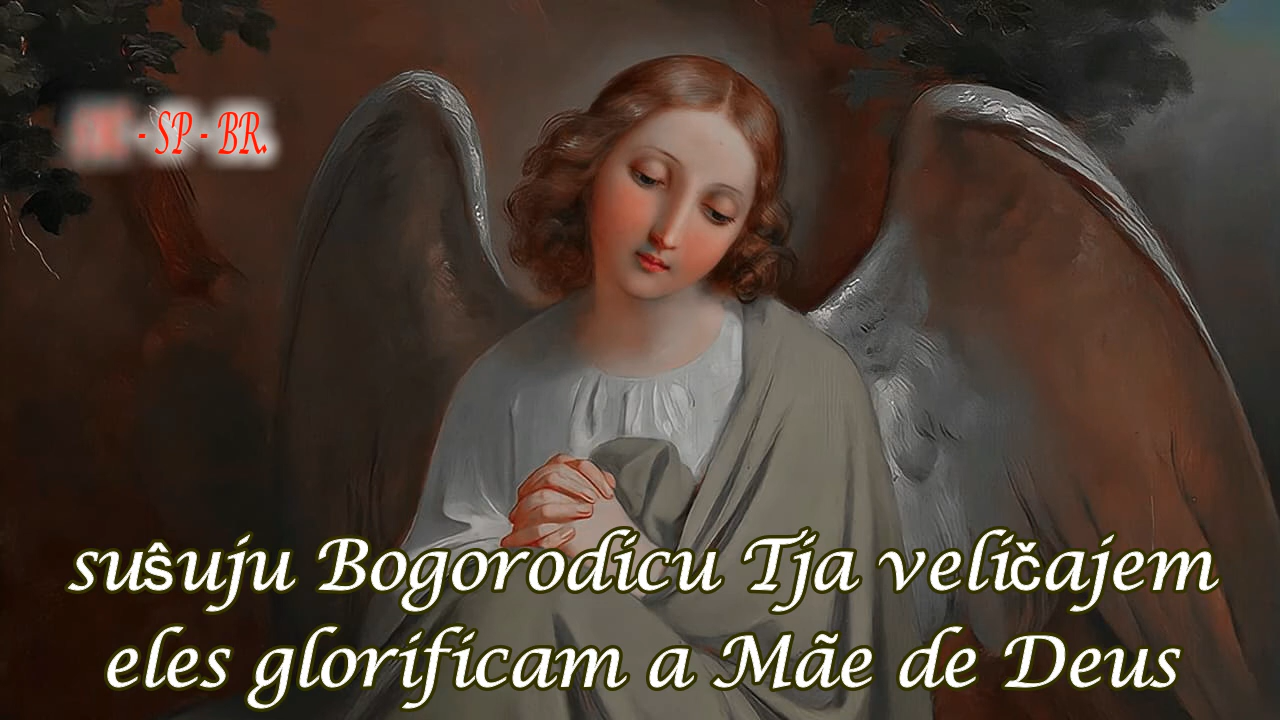 - SP - BR.
suŝuju Bogorodicu Tja veličajem
eles glorificam a Mãe de Deus